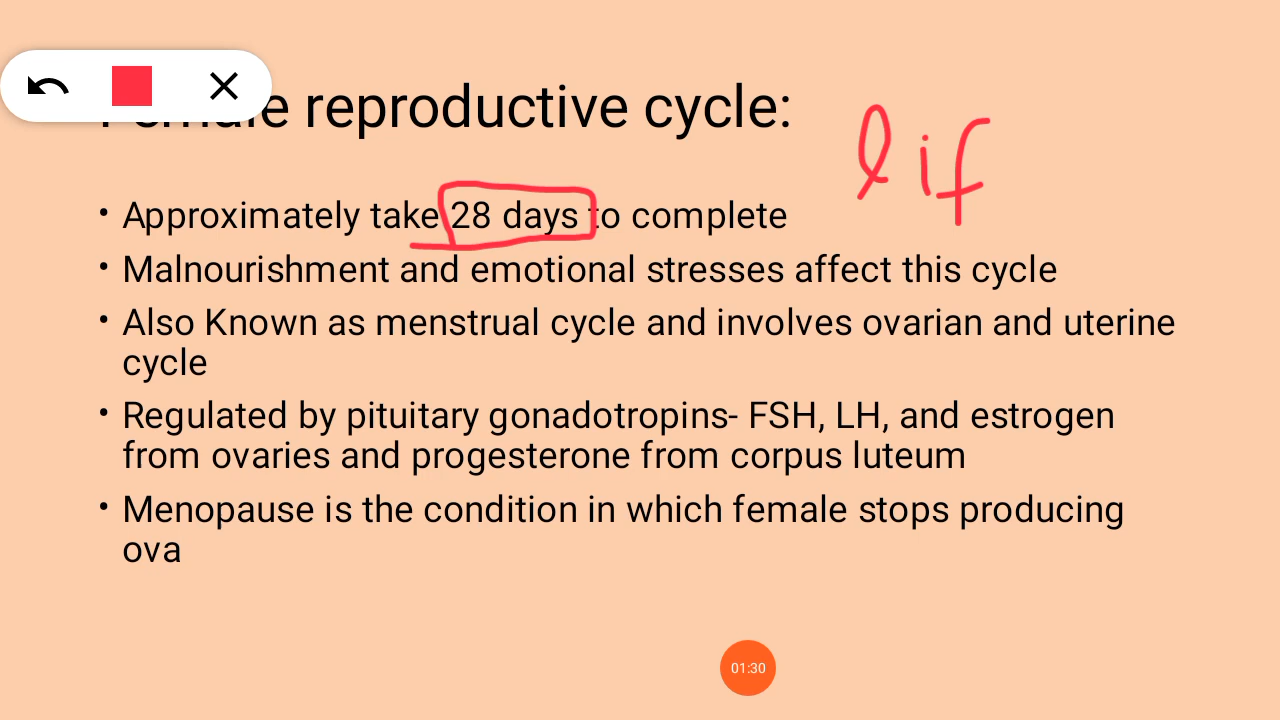 Female reproductive cycle:
lif
• Approximately take 28 days to complete
• Malnourishment and emotional stresses affect this cycle
• Also Known as menstrual cycle and involves ovarian and uterine
cycle
• Regulated by pituitary gonadotropins- FSH, LH, and estrogen
from ovaries and progesterone from corpus luteum
• Menopause is the condition in which female stops producing
ova
01:30